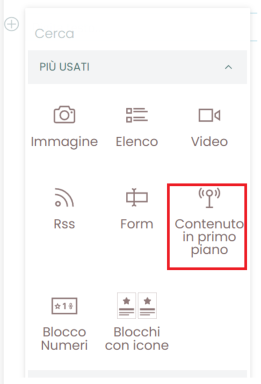 Cerca
PIÙ USATI
Immagine
Elenco
Video
Rss
Form
Contenuto
in primo
piano
Blocco
Numeri
Blocchi
con icone